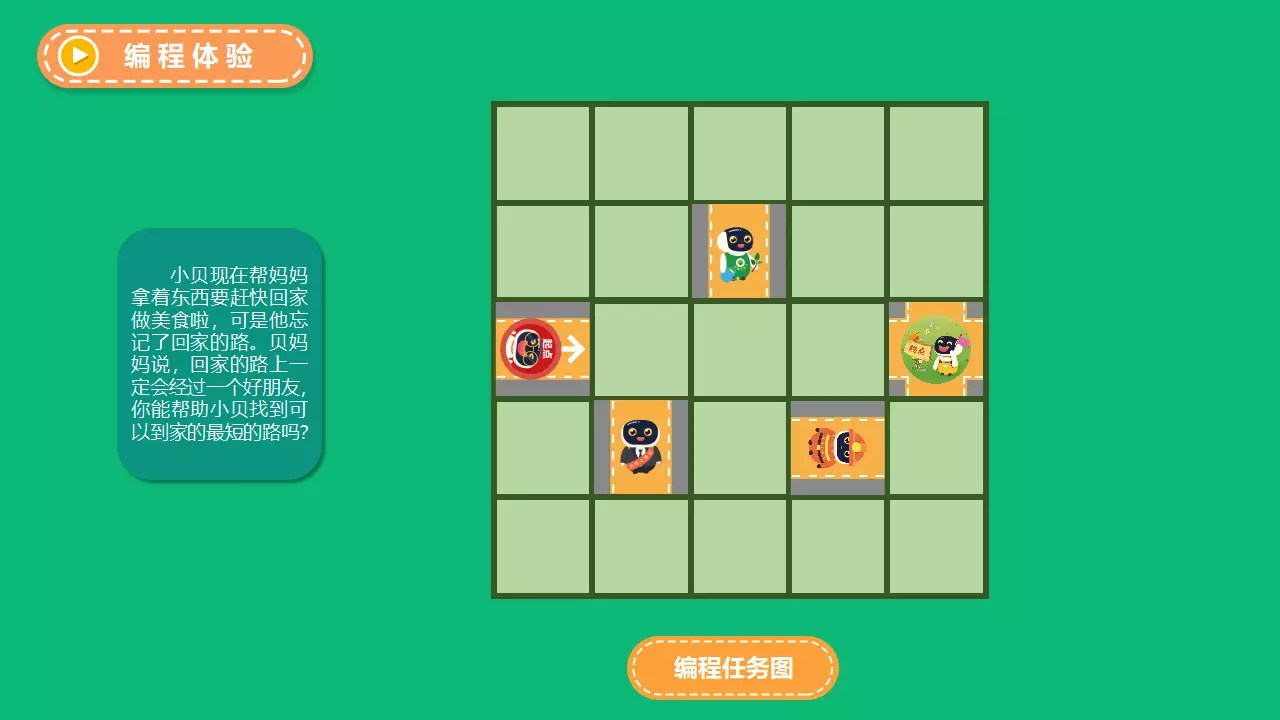 编程体验
小贝现在帮妈妈
拿着东西要赶快回家
做美食啦，可是他忘
记了回家的路。贝妈
妈说，回家的路上一
定会经过一个好朋友，
你能帮助小贝找到可
以到家的最短的路吗？
起点
终点
编程任务图